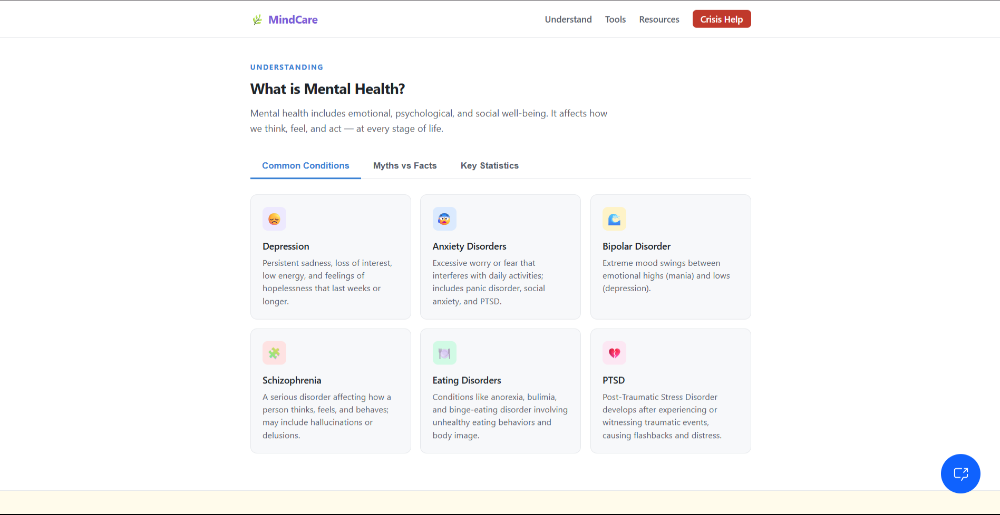 MindCare
Understand
Tools
Resources
Crisis Help
UNDERSTANDING
What is Mental Health?
Mental health includes emotional, psychological, and social well-being. It affects how
we think, feel, and act — at every stage of life.
Common Conditions
Myths vs Facts
Key Statistics
Depression
Persistent sadness, loss of interest,
low energy, and feelings of
hopelessness that last weeks or
longer.
Anxiety Disorders
Excessive worry or fear that
interferes with daily activities;
includes panic disorder, social
anxiety, and PTSD.
Bipolar Disorder
Extreme mood swings between
emotional highs (mania) and lows
(depression).
Schizophrenia
A serious disorder affecting how a
person thinks, feels, and behaves;
may include hallucinations or
delusions.
Eating Disorders
Conditions like anorexia, bulimia,
and binge-eating disorder involving
unhealthy eating behaviors and
body image.
PTSD
Post-Traumatic Stress Disorder
develops after experiencing or
witnessing traumatic events,
causing flashbacks and distress.